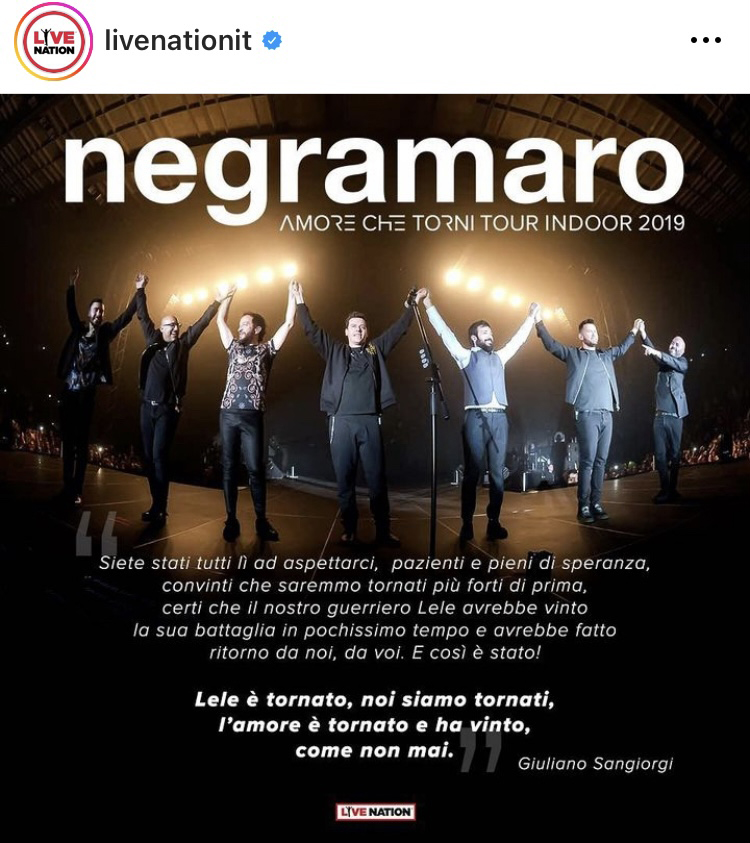 LIVE
NATION
livenationit
negramaro
AMORE CHE TORNI TOUR INDOOR 2019
“
Siete stati tutti lì ad aspettarci, pazienti e pieni di speranza,
convinti che saremmo tornati più forti di prima,
certi che il nostro guerriero Lele avrebbe vinto
la sua battaglia in pochissimo tempo e avrebbe fatto
ritorno da noi, da voi. E così è stato!
Lele è tornato, noi siamo tornati,
l’amore è tornato e ha vinto,
come non mai. ”
Giuliano Sangiorgi
LIVE NATION